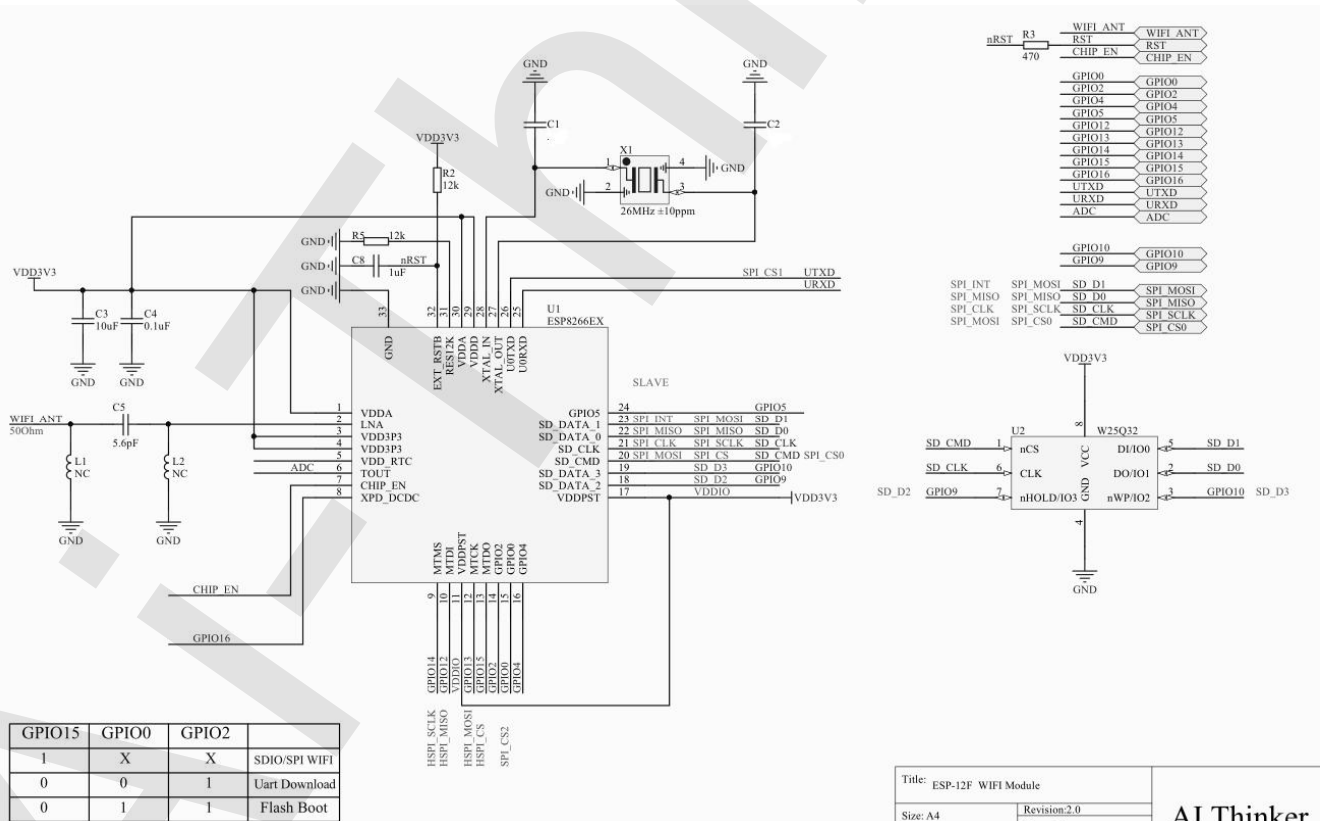 nRST R3 470
WIFI_ANT WIFI_ANT
RST RST
CHIP_EN CHIP_EN
GPIO0 GPIO0
GPIO2 GPIO2
GPIO4 GPIO4
GPIO5 GPIO5
GPIO12 GPIO12
GPIO13 GPIO13
GPIO14 GPIO14
GPIO15 GPIO15
GPIO16 GPIO16
UTXD UTXD
URXD URXD
ADC ADC
GPIO10 GPIO10
GPIO9 GPIO9
SPI_INT SPI_MOSI SD_D1 SPI_MOSI
SPI_MISO SPI_MISO SD_D0 SPI_MISO
SPI_CLK SPI_SCLK SD_CLK SPI_SCLK
SPI_MOSI SPI_CS0 SD_CMD SPI_CS0
GND GND
C1 C2
VDD3V3
R2
12k
X1
1 4 GND
GND 2 3
26MHz ±10ppm
GND R5 12k
GND C8 1uF nRST
GND
VDD3V3
C3
10uF
C4
0.1uF
GND GND
SPI_CS1 UTXD
URXD
33 32 31 30 29 28 27 26 25
U1
ESP8266EX
GND EXT_RSTB RES12K VDDA VDDD XTAL_IN XTAL_OUT U0TXD U0RXD
SLAVE
WIFI_ANT
50Ohm
C5
5.6pF
L1
NC
L2
NC
GND GND
1 VDDA
2 LNA
3 VDD3P3
4 VDD3P3
5 VDD_RTC
ADC 6 TOUT
7 CHIP_EN
8 XPD_DCDC
CHIP_EN
GPIO16
GPIO5 24 GPIO5
SD_DATA_1 23 SPI_INT SPI_MOSI SD_D1
SD_DATA_0 22 SPI_MISO SPI_MISO SD_D0
SD_CLK 21 SPI_CLK SPI_SCLK SD_CLK
SD_CMD 20 SPI_MOSI SPI_CS SD_CMD SPI_CS0
SD_DATA_3 19 SD_D3 GPIO10
SD_DATA_2 18 SD_D2 GPIO9
VDDPST 17 VDDIO VDD3V3
MTMS MTDI VDDPST MTCK MTDO GPIO2 GPIO0 GPIO4
9 10 11 12 13 14 15 16
GPIO14 GPIO12 VDDIO GPIO13 GPIO15 GPIO2 GPIO0 GPIO4
HSPI_SCLK HSPI_MISO HSPI_MOSI HSPI_CS SPI_CS2
VDD3V3
U2 8 W25Q32
SD_CMD 1 nCS VCC DI/IO0 5 SD_D1
SD_CLK 6 CLK DO/IO1 2 SD_D0
SD_D2 GPIO9 7 nHOLD/IO3 GND nWP/IO2 3 GPIO10 SD_D3
4
GND
GPIO15 GPIO0 GPIO2
1 X X SDIO/SPI WIFI
0 0 1 Uart Download
0 1 1 Flash Boot
Title: ESP-12F WIFI Module
Size: A4 Revision:2.0
AI Thinker
Ai-Thin